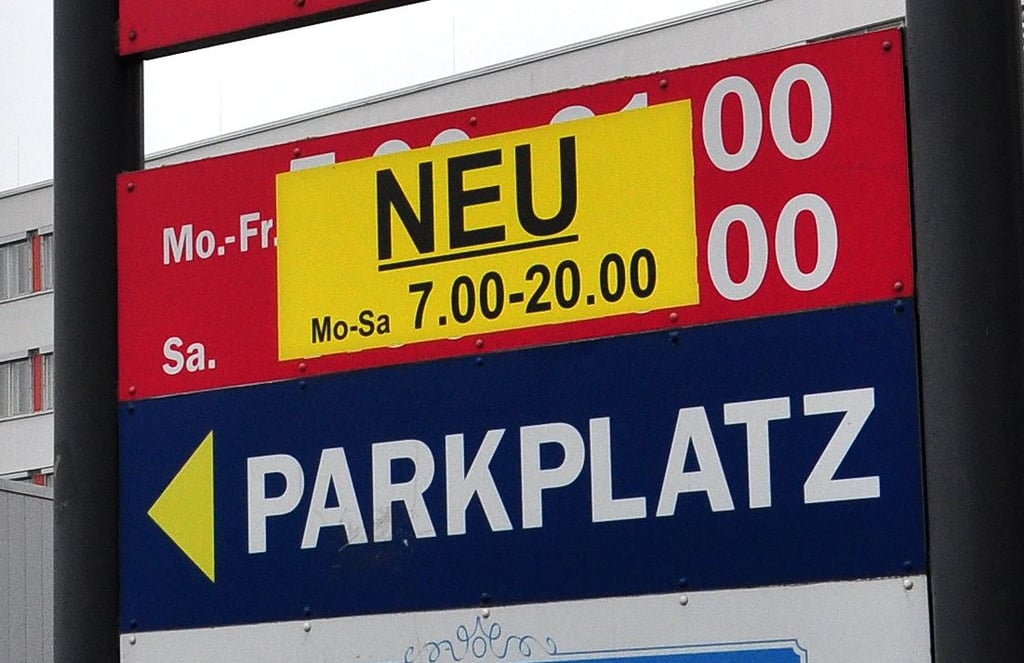 00
NEU
Mo.-Fr.
Mo-Sa 7.00-20.00
Sa.
00
PARKPLATZ